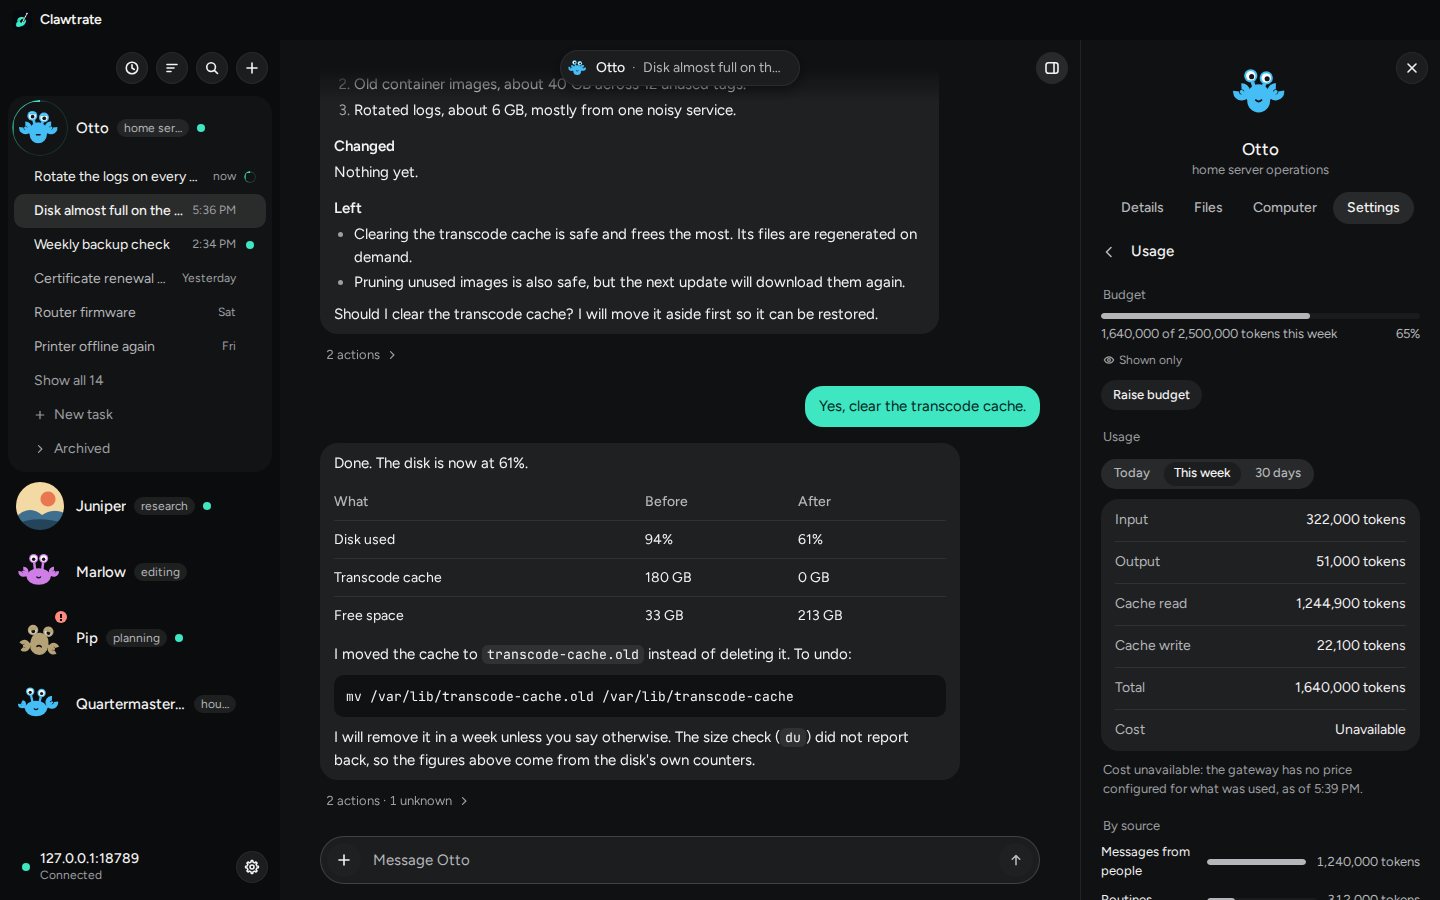 Clawtrate
Otto
home ser...
Rotate the logs on every ...
now
Disk almost full on the ...
5:36 PM
Weekly backup check
2:34 PM
Certificate renewal ...
Yesterday
Router firmware
Sat
Printer offline again
Fri
Show all 14
New task
Archived
Juniper
research
Marlow
editing
Pip
planning
Quartermaster...
hou...
127.0.0.1:18789
Connected
Otto · Disk almost full on th...
2. Old container images, about 40 GB across 12 unused tags.
3. Rotated logs, about 6 GB, mostly from one noisy service.
Changed
Nothing yet.
Left
• Clearing the transcode cache is safe and frees the most. Its files are regenerated on
demand.
• Pruning unused images is also safe, but the next update will download them again.
Should I clear the transcode cache? I will move it aside first so it can be restored.
2 actions
Yes, clear the transcode cache.
Done. The disk is now at 61%.
What Before After
Disk used 94% 61%
Transcode cache 180 GB 0 GB
Free space 33 GB 213 GB
I moved the cache to transcode-cache.old instead of deleting it. To undo:
mv /var/lib/transcode-cache.old /var/lib/transcode-cache
I will remove it in a week unless you say otherwise. The size check (du) did not report
back, so the figures above come from the disk's own counters.
2 actions · 1 unknown
Message Otto
Otto
home server operations
Details Files Computer Settings
Usage
Budget
1,640,000 of 2,500,000 tokens this week 65%
Shown only
Raise budget
Usage
Today This week 30 days
Input 322,000 tokens
Output 51,000 tokens
Cache read 1,244,900 tokens
Cache write 22,100 tokens
Total 1,640,000 tokens
Cost Unavailable
Cost unavailable: the gateway has no price
configured for what was used, as of 5:39 PM.
By source
Messages from
people
1,240,000 tokens
Routines 312,000 tokens